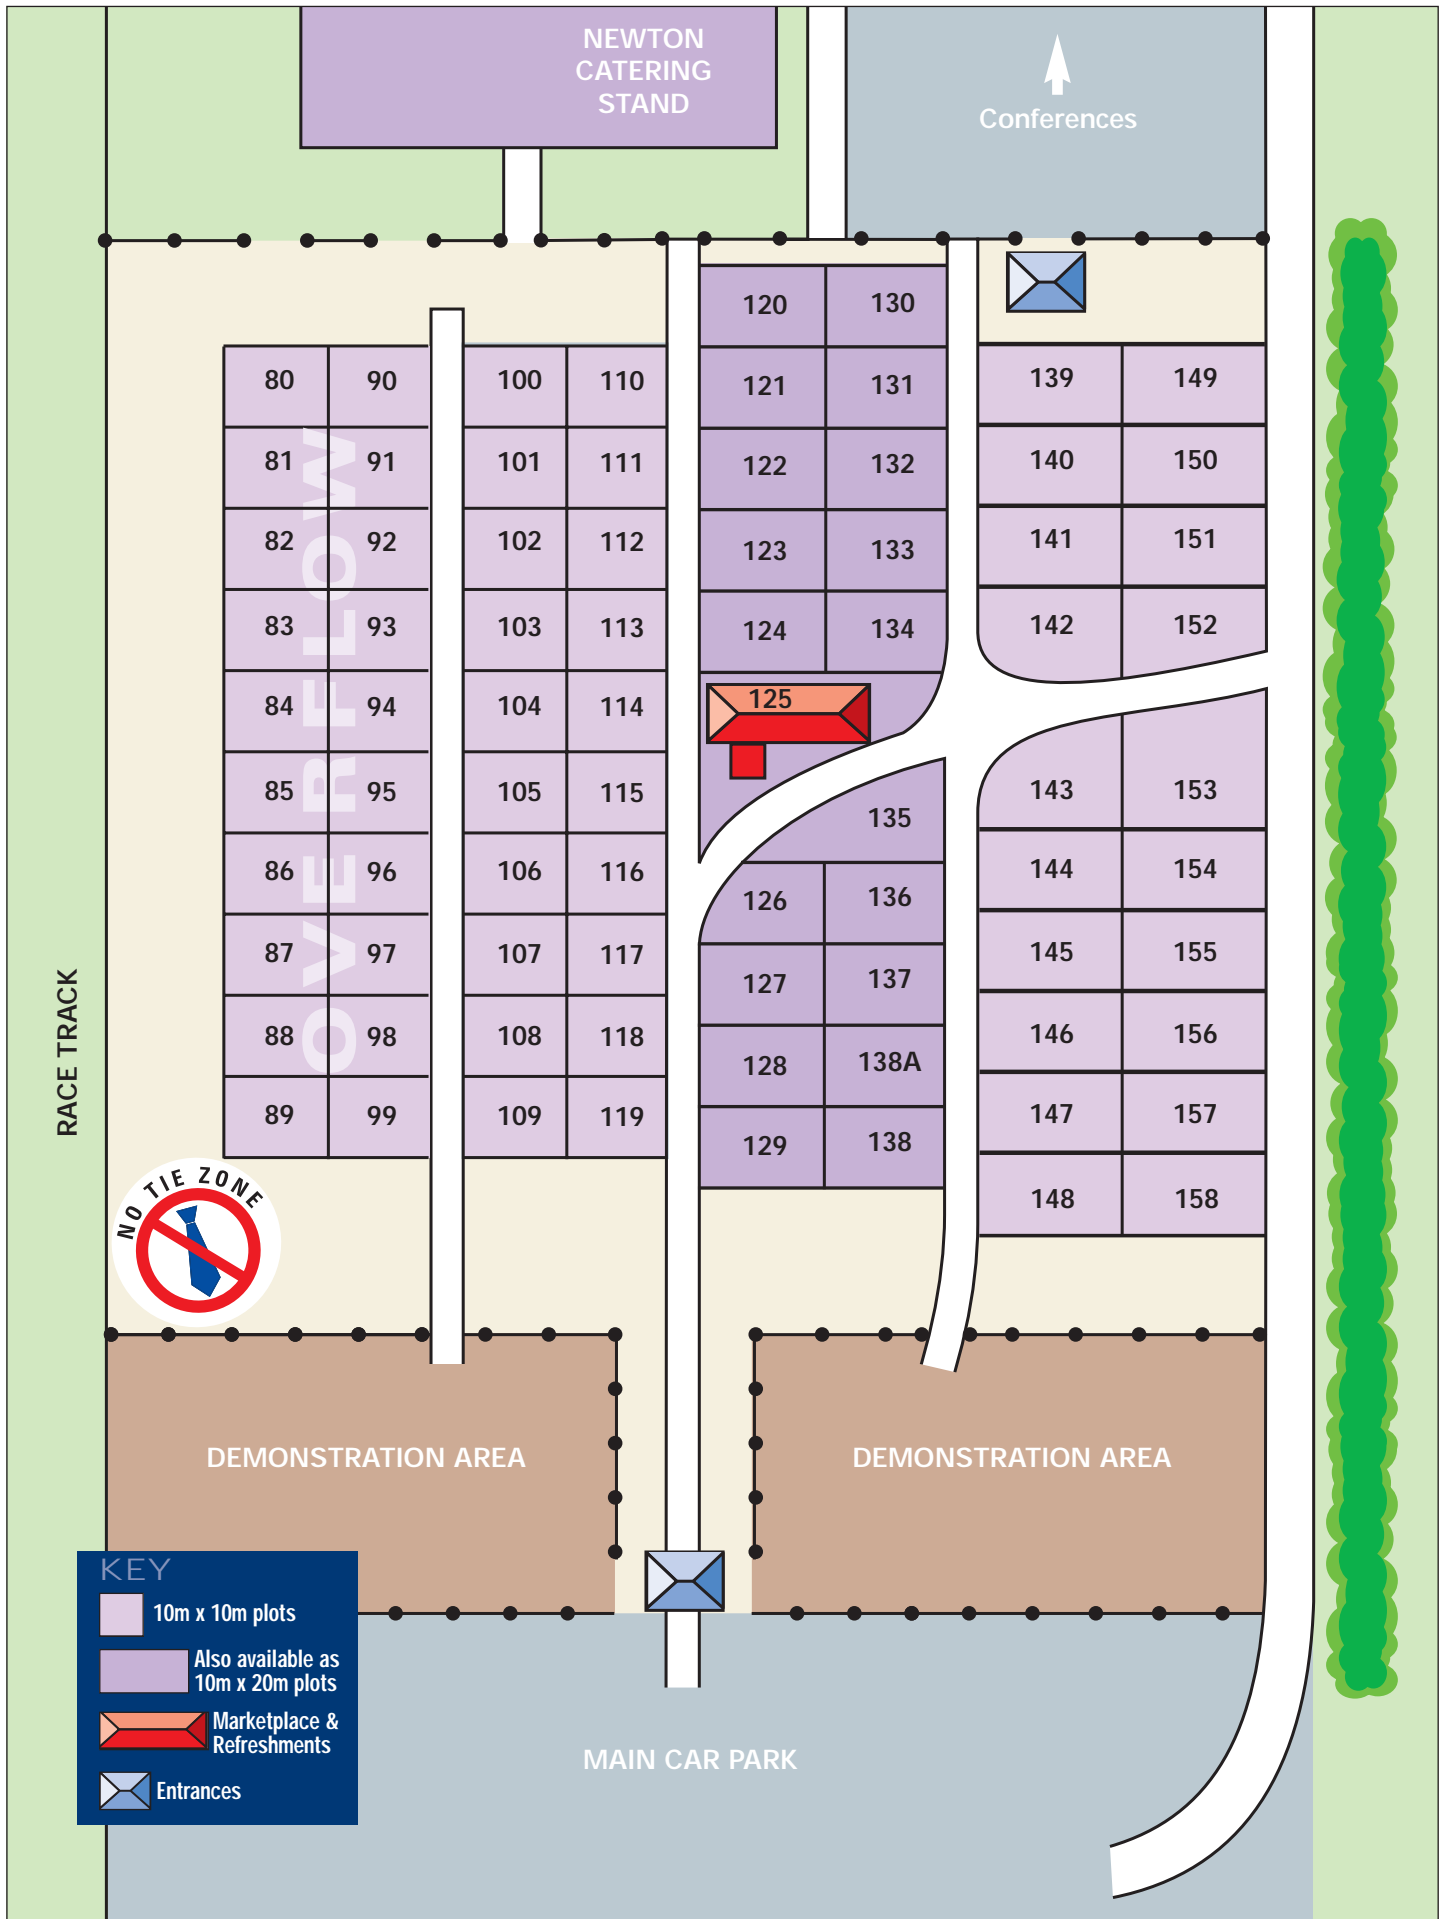 NEWTON
CATERING
STAND
Conferences
120 130
80 90 100 110 121 131 139 149
81 91 101 111 122 132 140 150
82 92 102 112 123 133 141 151
83 93 103 113 124 134 142 152
84 94 104 114 125
85 95 105 115 135 143 153
86 96 106 116 126 136 144 154
87 97 107 117 127 137 145 155
88 98 108 118 128 138A 146 156
89 99 109 119 129 138 147 157
148 158
OVERFLOW
RACE TRACK
NO TIE ZONE
DEMONSTRATION AREA
DEMONSTRATION AREA
KEY
10m x 10m plots
Also available as
10m x 20m plots
Marketplace &
Refreshments
Entrances
MAIN CAR PARK